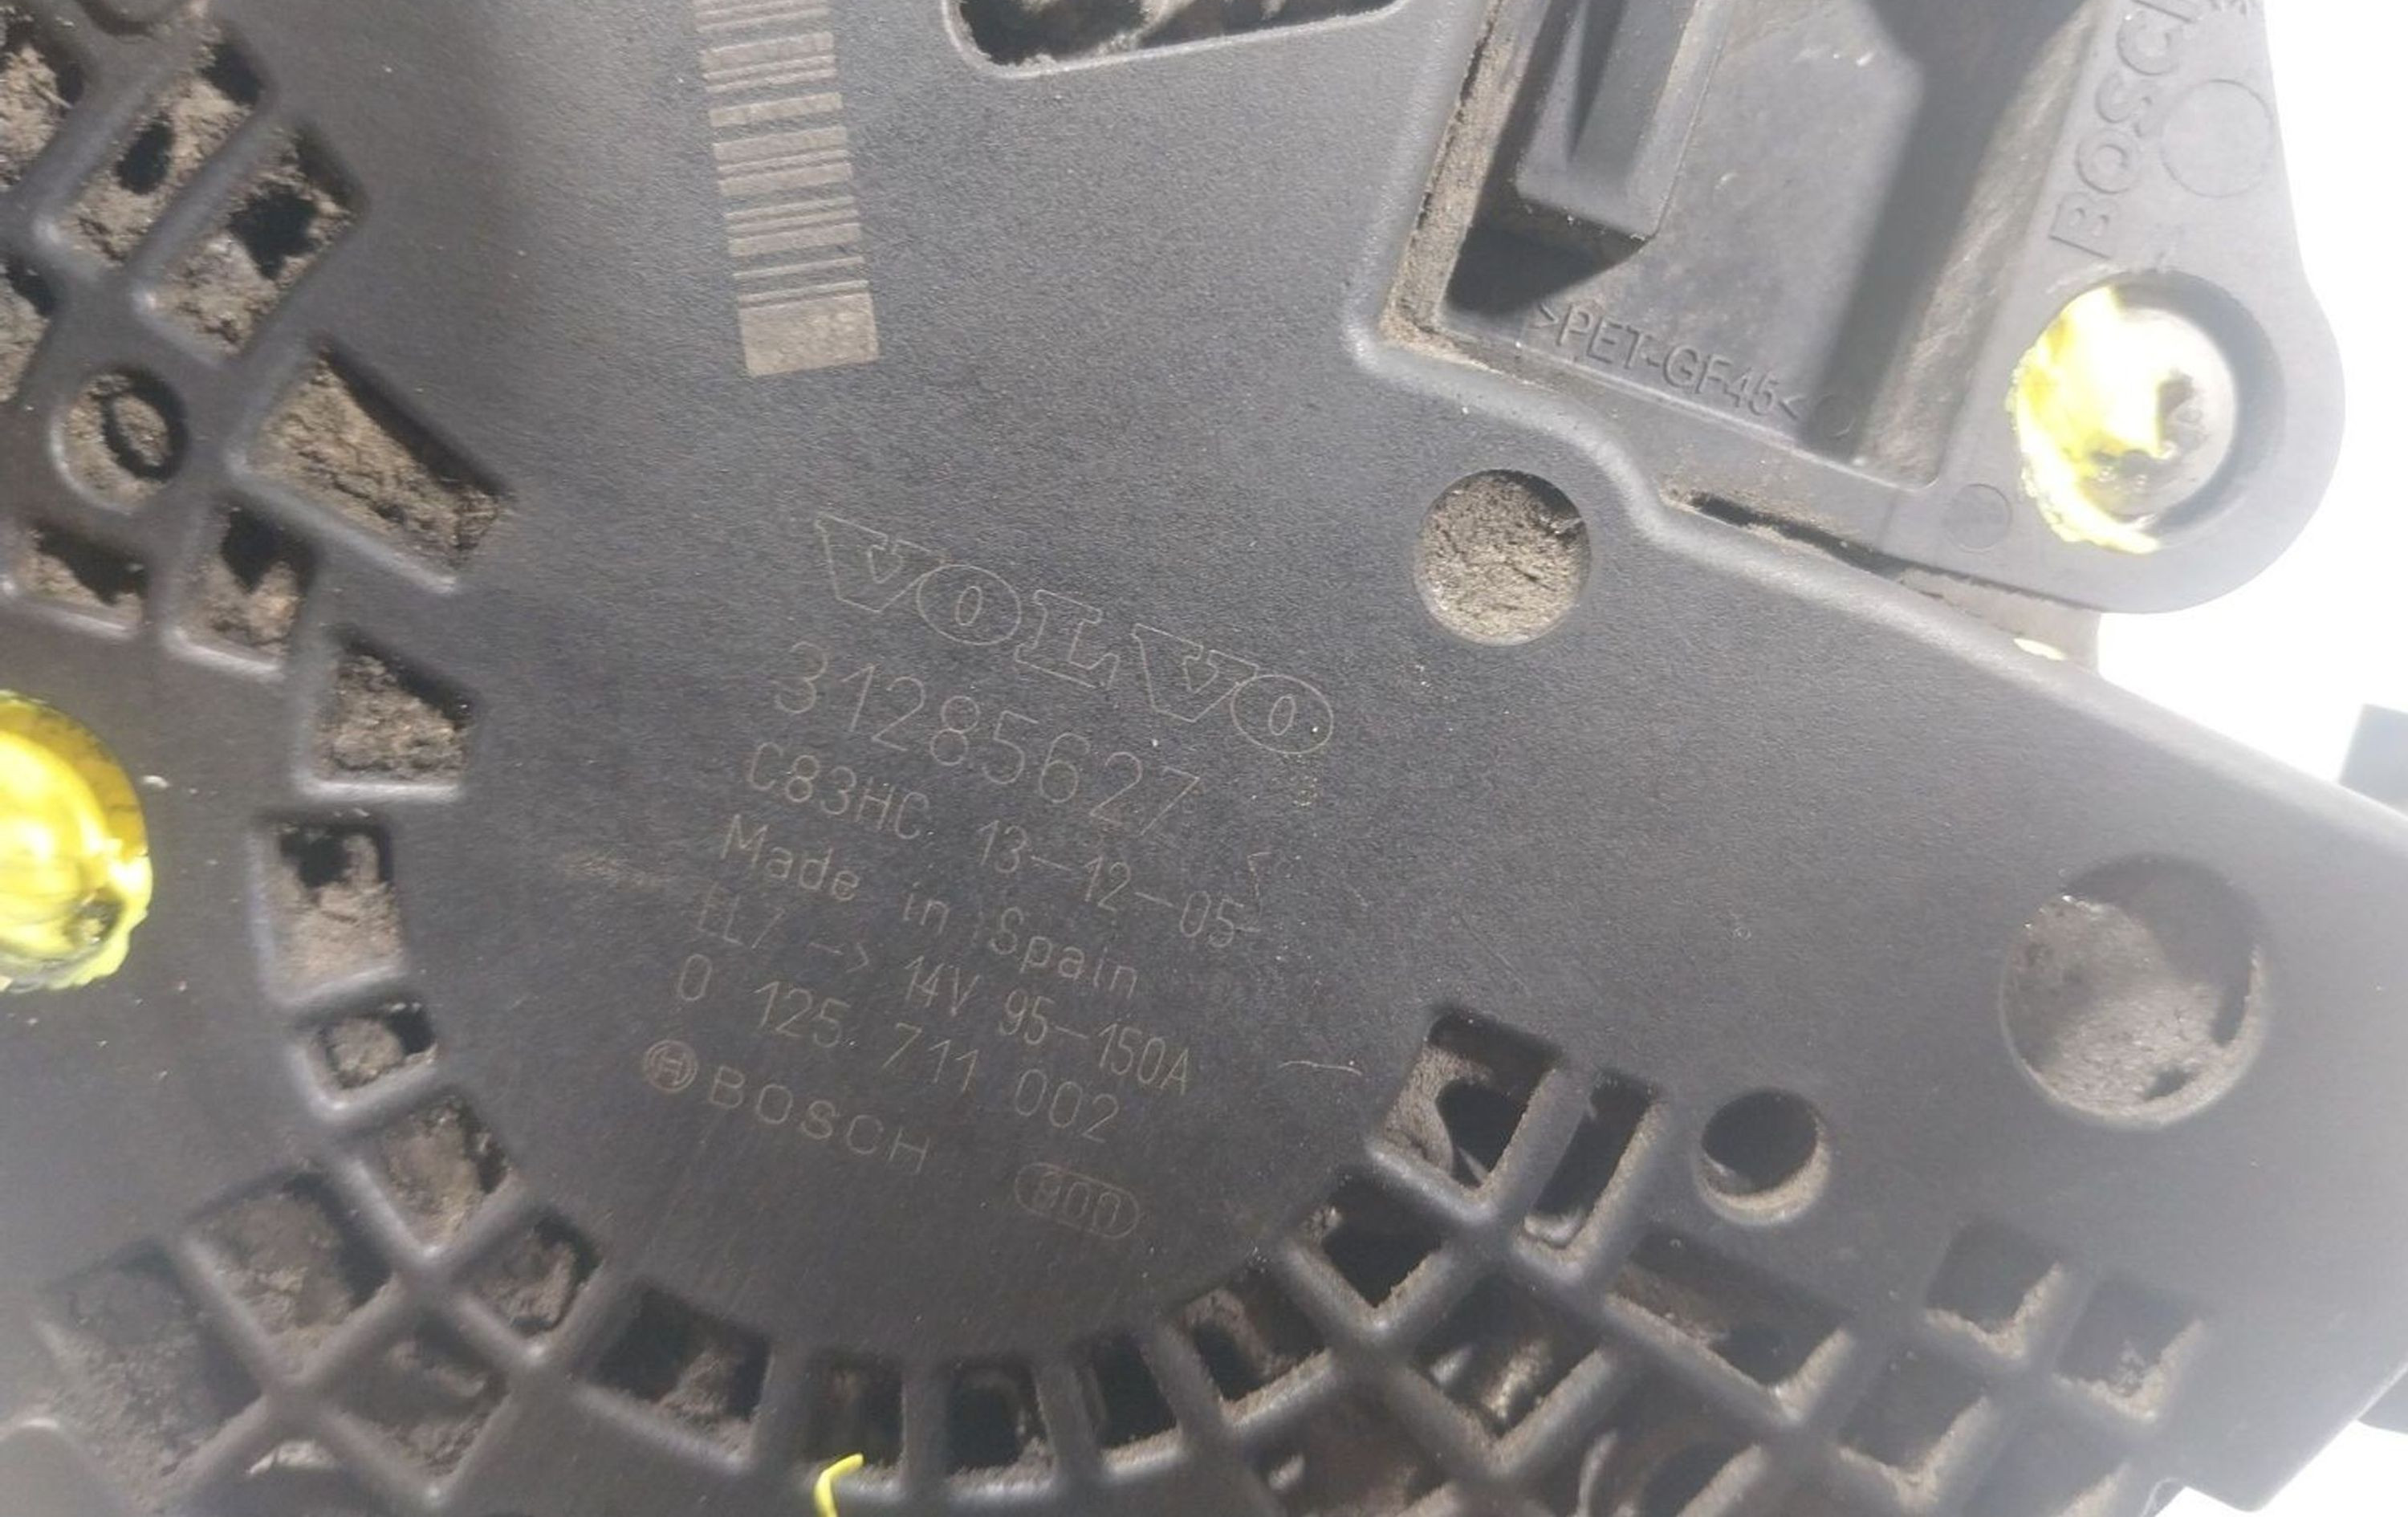 BOSCH
>PET-GF45<
VOLVO
31285627
C83HC 13-12-05-
Made in Spain
EL7 -> 14V 95-150A
0 125 711 002
BOSCH